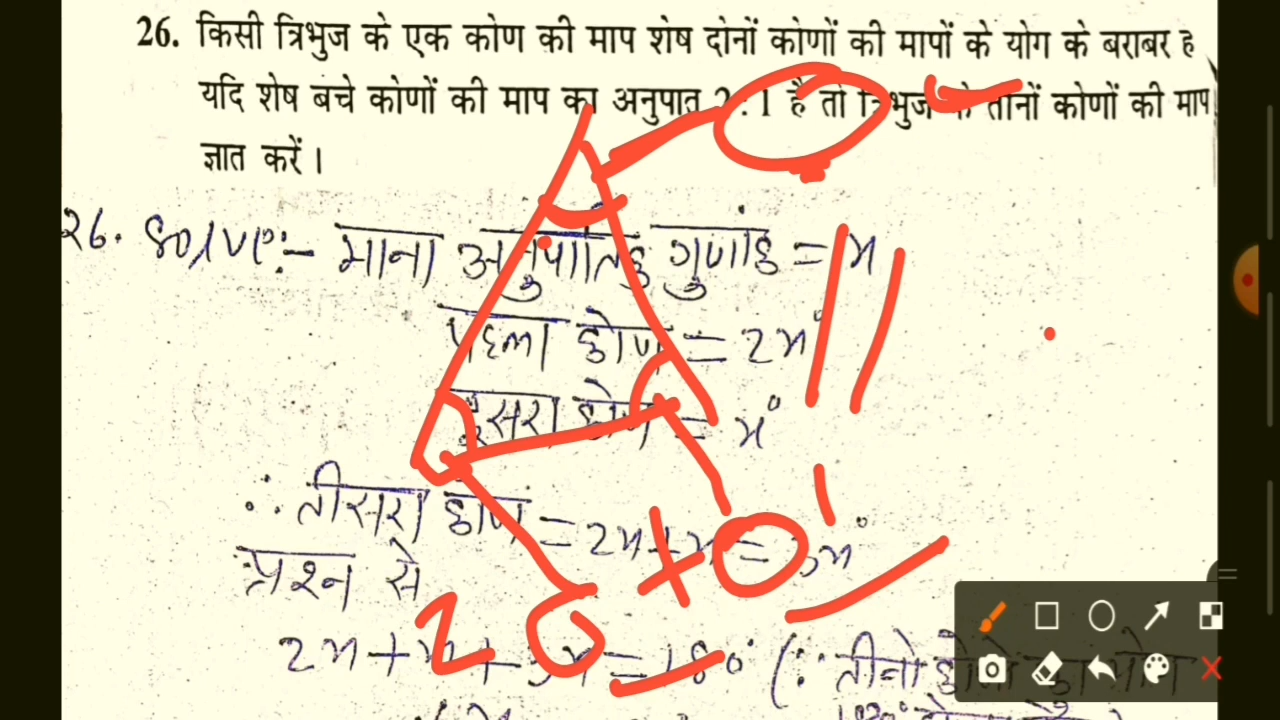 26. किसी त्रिभुज के एक कोण की माप शेष दोनों कोणों की मापों के योग के बराबर है
यदि शेष बचे कोणों की माप का अनुपात 2 : 1 है तो त्रिभुज के तीनों कोणों की माप
ज्ञात करें ।
26. Solve:- माना अनुपातिक गुणांक = x
पहला कोण = 2x°
दूसरा कोण = x°
∴ तीसरा कोण = 2x+x = 3x°
प्रश्न से
2x+x+3x=180° (∵ तीनो कोणो का योग